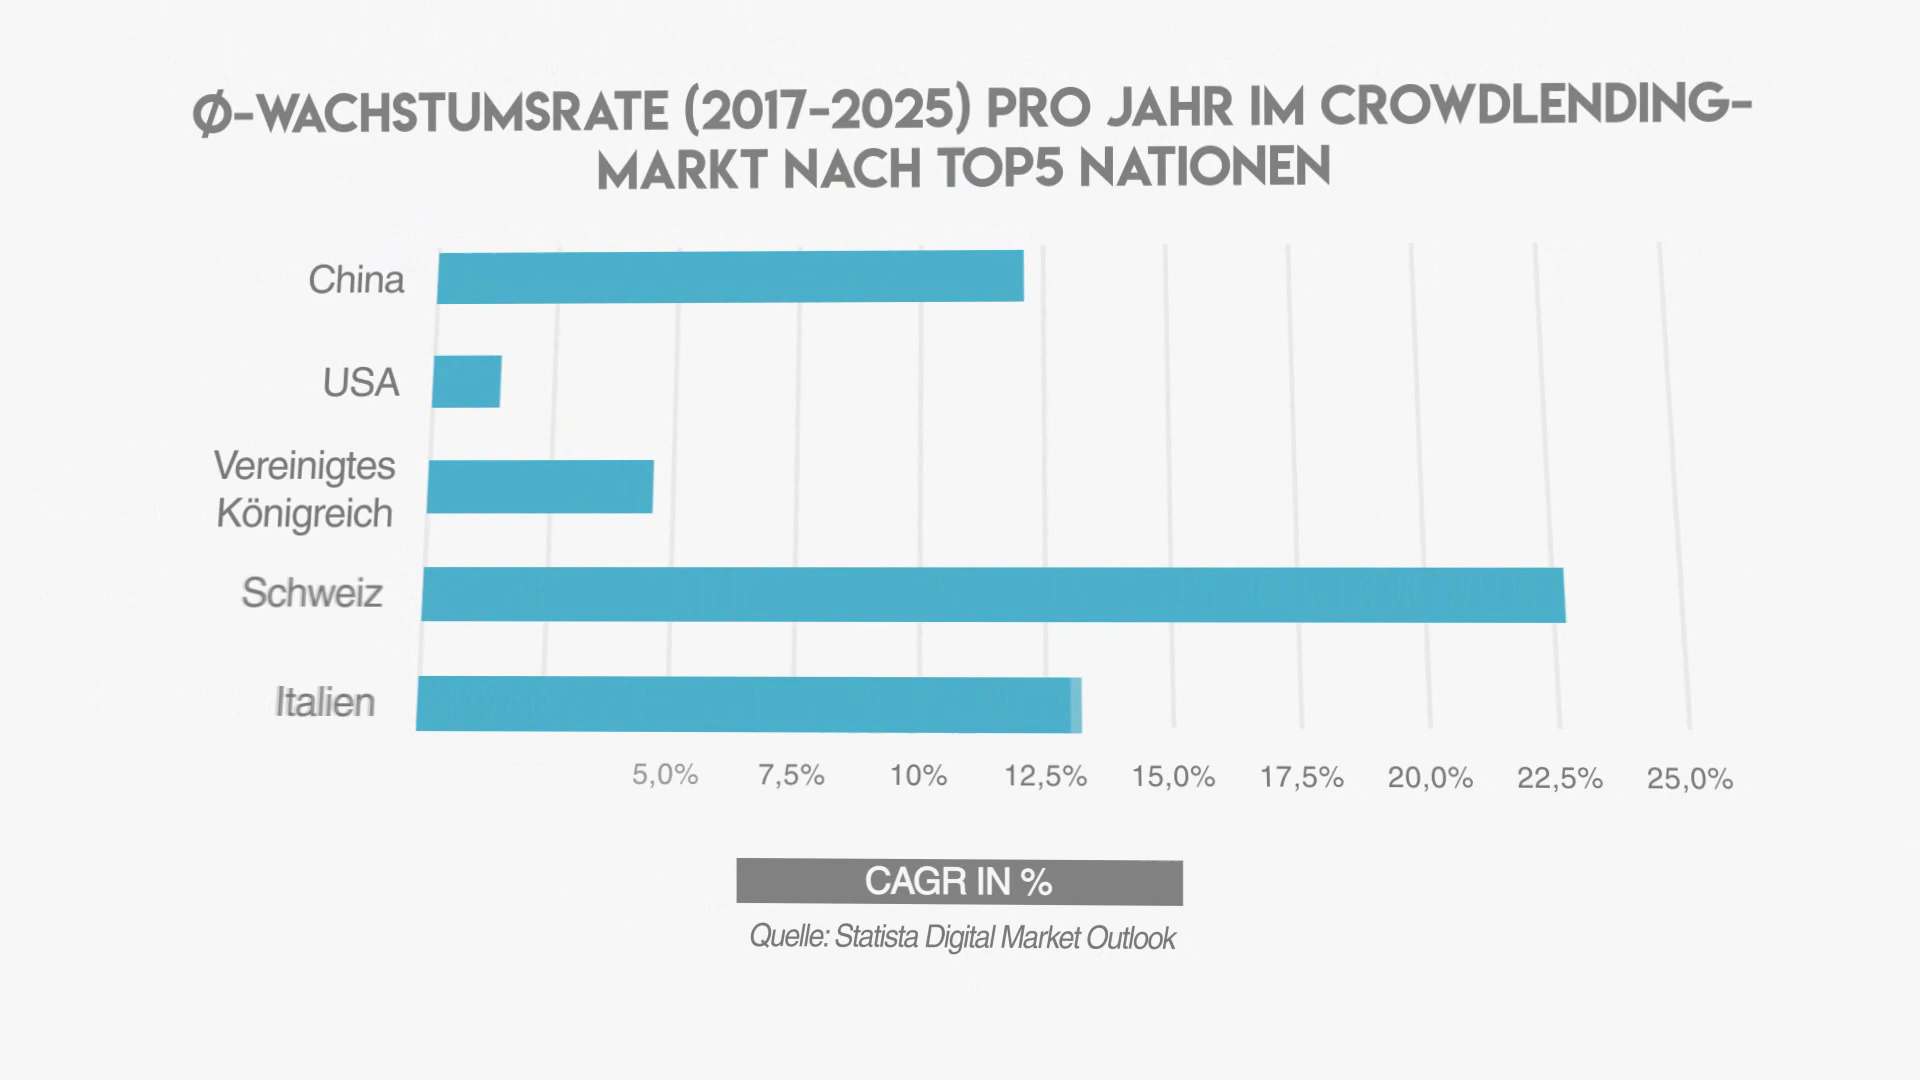 Ø-WACHSTUMSRATE (2017-2025) PRO JAHR IM CROWDLENDING-
MARKT NACH TOP5 NATIONEN
China
USA
Vereinigtes
Königreich
Schweiz
Italien
5,0% 7,5% 10% 12,5% 15,0% 17,5% 20,0% 22,5% 25,0%
CAGR IN %
Quelle: Statista Digital Market Outlook